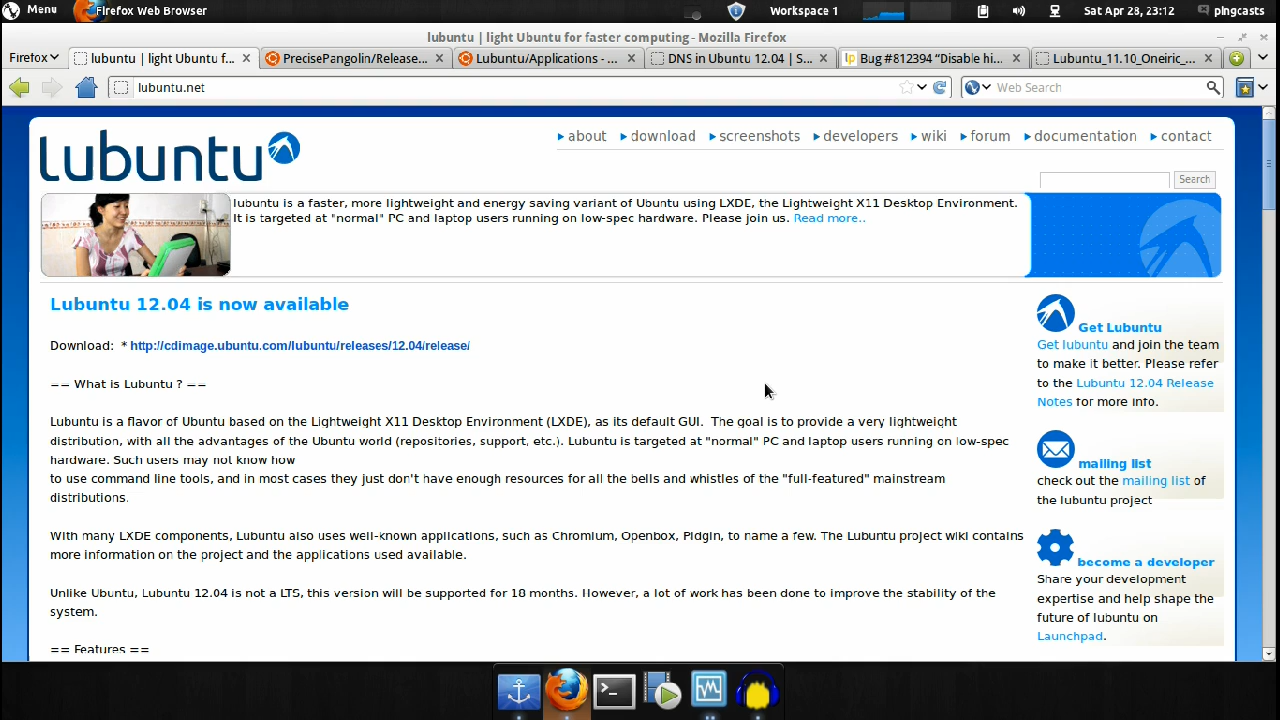 Menu
Firefox Web Browser
Workspace 1
Sat Apr 28, 23:12
pingcasts
lubuntu | light Ubuntu for faster computing - Mozilla Firefox
Firefox
lubuntu | light Ubuntu f...
PrecisePangolin/Release...
Lubuntu/Applications - ...
DNS in Ubuntu 12.04 | S...
Bug #812394 “Disable hi...
Lubuntu_11.10_Oneiric_...
lubuntu.net
Web Search
lubuntu
about
download
screenshots
developers
wiki
forum
documentation
contact
Search
lubuntu is a faster, more lightweight and energy saving variant of Ubuntu using LXDE, the Lightweight X11 Desktop Environment.
It is targeted at "normal" PC and laptop users running on low-spec hardware. Please join us. Read more..
Lubuntu 12.04 is now available
Download: * http://cdimage.ubuntu.com/lubuntu/releases/12.04/release/
== What is Lubuntu ? ==
Lubuntu is a flavor of Ubuntu based on the Lightweight X11 Desktop Environment (LXDE), as its default GUI. The goal is to provide a very lightweight
distribution, with all the advantages of the Ubuntu world (repositories, support, etc.). Lubuntu is targeted at "normal" PC and laptop users running on low-spec
hardware. Such users may not know how
to use command line tools, and in most cases they just don't have enough resources for all the bells and whistles of the "full-featured" mainstream
distributions.
With many LXDE components, Lubuntu also uses well-known applications, such as Chromium, Openbox, Pidgin, to name a few. The Lubuntu project wiki contains
more information on the project and the applications used available.
Unlike Ubuntu, Lubuntu 12.04 is not a LTS, this version will be supported for 18 months. However, a lot of work has been done to improve the stability of the
system.
== Features ==
Get Lubuntu
Get lubuntu and join the team
to make it better. Please refer
to the Lubuntu 12.04 Release
Notes for more info.
mailing list
check out the mailing list of
the lubuntu project
become a developer
Share your development
expertise and help shape the
future of lubuntu on
Launchpad.